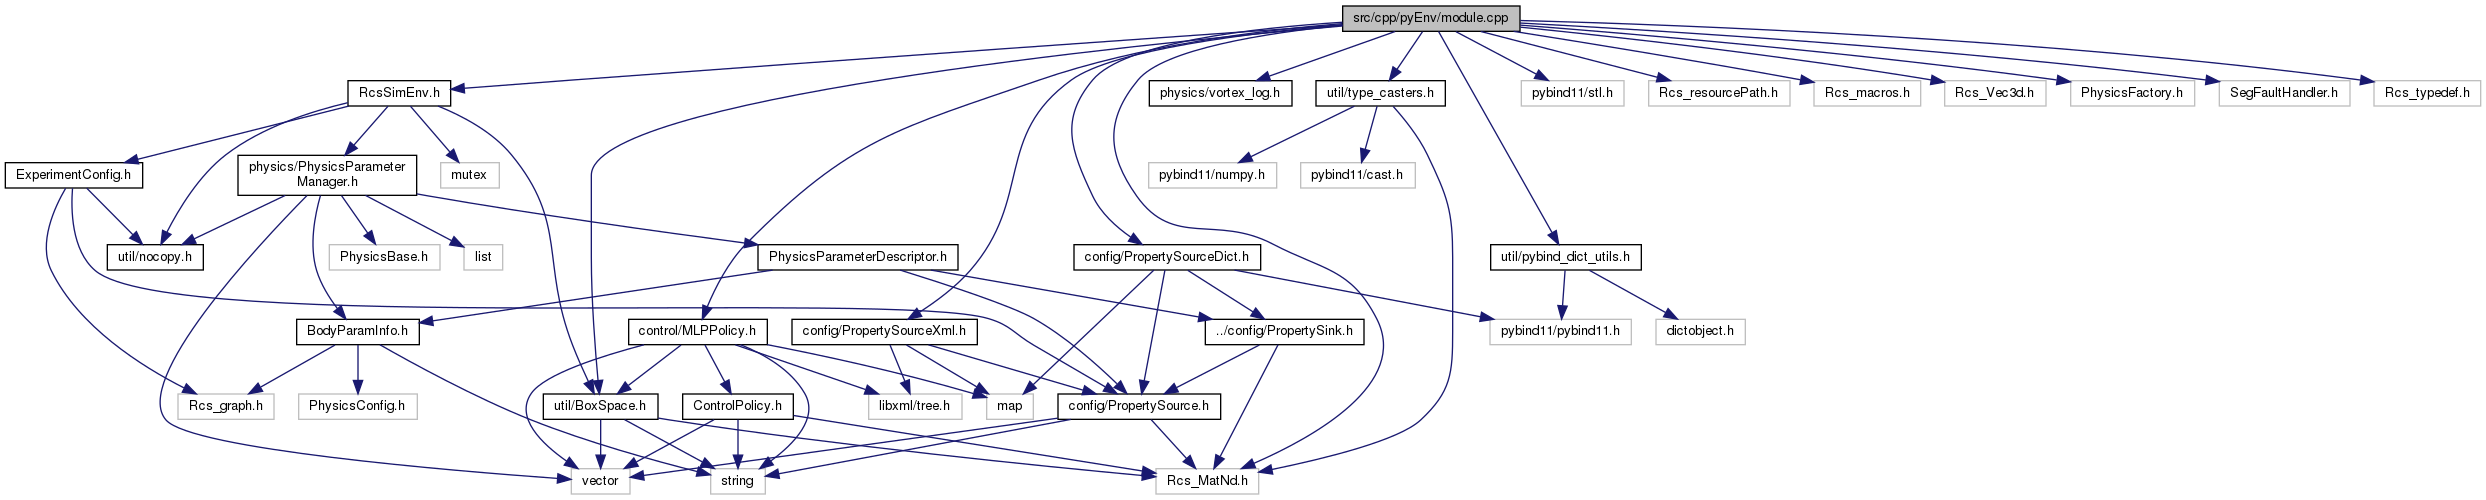 src/cpp/pyEnv/module.cpp
RcsSimEnv.h
physics/vortex_log.h
util/type_casters.h
pybind11/stl.h
Rcs_resourcePath.h
Rcs_macros.h
Rcs_Vec3d.h
PhysicsFactory.h
SegFaultHandler.h
Rcs_typedef.h
ExperimentConfig.h
physics/PhysicsParameter
Manager.h
mutex
pybind11/numpy.h
pybind11/cast.h
util/nocopy.h
PhysicsBase.h
list
PhysicsParameterDescriptor.h
config/PropertySourceDict.h
util/pybind_dict_utils.h
BodyParamInfo.h
control/MLPPolicy.h
config/PropertySourceXml.h
../config/PropertySink.h
pybind11/pybind11.h
dictobject.h
Rcs_graph.h
PhysicsConfig.h
util/BoxSpace.h
ControlPolicy.h
libxml/tree.h
map
config/PropertySource.h
vector
string
Rcs_MatNd.h